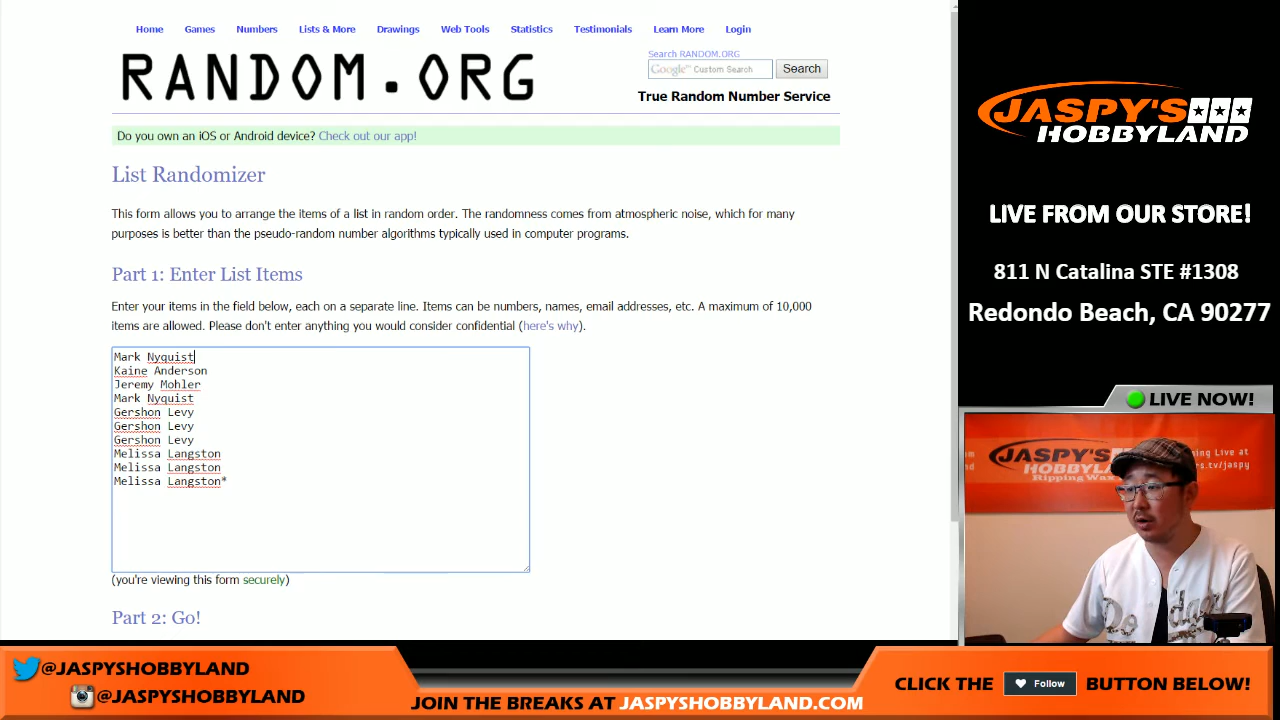 Home Games Numbers Lists & More Drawings Web Tools Statistics Testimonials Learn More Login
RANDOM.ORG
Search RANDOM.ORG
Google™ Custom Search
Search
True Random Number Service
Do you own an iOS or Android device? Check out our app!
List Randomizer
This form allows you to arrange the items of a list in random order. The randomness comes from atmospheric noise, which for many
purposes is better than the pseudo-random number algorithms typically used in computer programs.
Part 1: Enter List Items
Enter your items in the field below, each on a separate line. Items can be numbers, names, email addresses, etc. A maximum of 10,000
items are allowed. Please don't enter anything you would consider confidential (here's why).
Mark Nyquist
Kaine Anderson
Jeremy Mohler
Mark Nyquist
Gershon Levy
Gershon Levy
Gershon Levy
Melissa Langston
Melissa Langston
Melissa Langston*
(you're viewing this form securely)
Part 2: Go!
JASPY'S
HOBBYLAND
LIVE FROM OUR STORE!
811 N Catalina STE #1308
Redondo Beach, CA 90277
LIVE NOW!
JASPY'S
HOBBYLAND
Ripping Wax
@JASPYSHOBBYLAND
@JASPYSHOBBYLAND
JOIN THE BREAKS AT JASPYSHOBBYLAND.COM
CLICK THE Follow BUTTON BELOW!